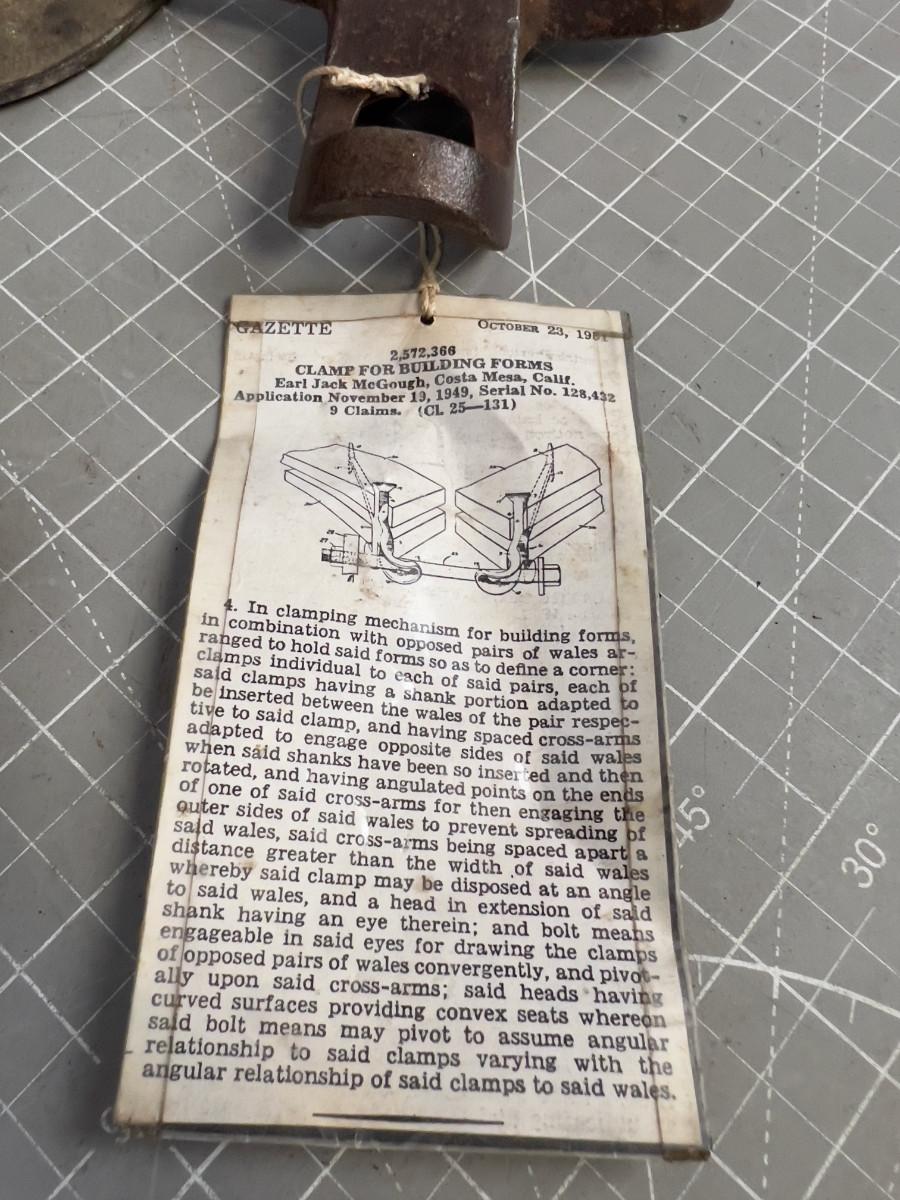 GAZETTE
OCTOBER 23, 1951
2,572,366
CLAMP FOR BUILDING FORMS
Earl Jack McGough, Costa Mesa, Calif.
Application November 19, 1949, Serial No. 128,432
9 Claims. (Cl. 25—131)
4. In clamping mechanism for building forms,
in combination with opposed pairs of wales ar-
ranged to hold said forms so as to define a corner:
clamps individual to each of said pairs, each of
said clamps having a shank portion adapted to
be inserted between the wales of the pair respec-
tive to said clamp, and having spaced cross-arms
adapted to engage opposite sides of said wales
when said shanks have been so inserted and then
rotated, and having angulated points on the ends
of one of said cross-arms for then engaging the
outer sides of said wales to prevent spreading of
said wales, said cross-arms being spaced apart a
distance greater than the width of said wales
whereby said clamp may be disposed at an angle
to said wales, and a head in extension of said
shank having an eye therein; and bolt means
engageable in said eyes for drawing the clamps
of opposed pairs of wales convergently, and pivot-
ally upon said cross-arms; said heads having
curved surfaces providing convex seats whereon
said bolt means may pivot to assume angular
relationship to said clamps varying with the
angular relationship of said clamps to said wales.
45°
30°